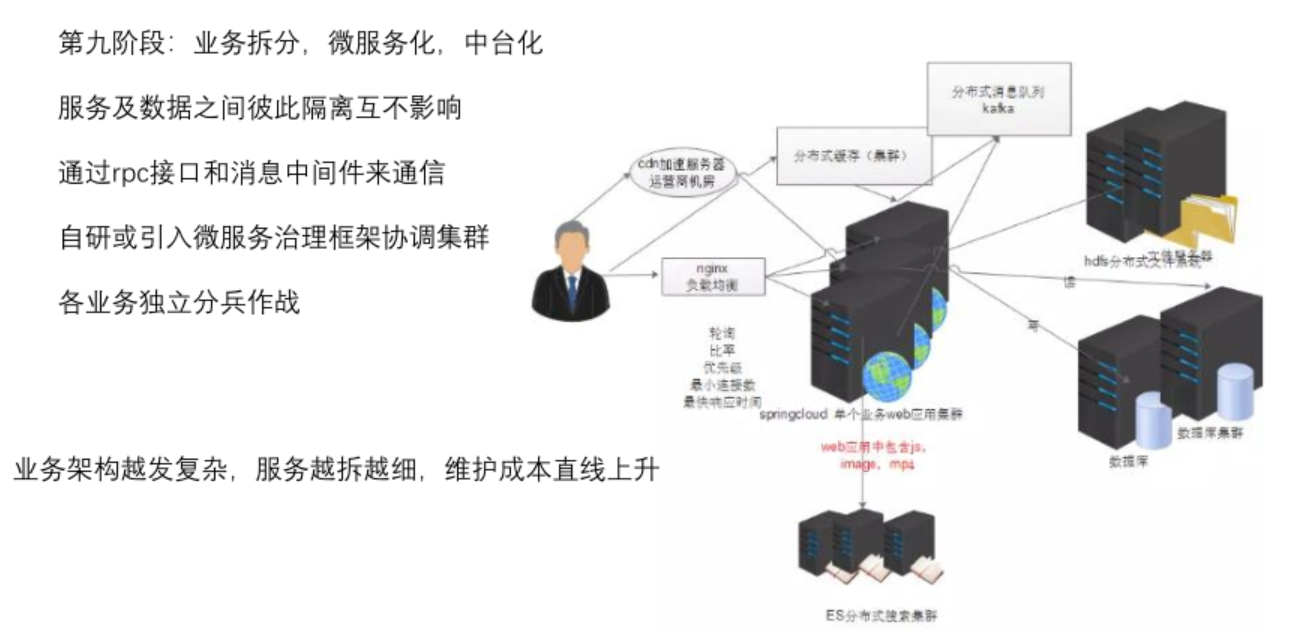 第九阶段：业务拆分，微服务化，中台化
服务及数据之间彼此隔离互不影响
通过rpc接口和消息中间件来通信
自研或引入微服务治理框架协调集群
各业务独立分兵作战
业务架构越发复杂，服务越拆越细，维护成本直线上升
cdn加速服务器
运营商机房
分布式缓存（集群）
分布式消息队列
kafka
nginx
负载均衡
轮询
比率
优先级
最小连接数
最快响应时间
springcloud 单个业务web应用集群
web应用中包含js，
image，mp4
ES分布式搜索集群
hdfs分布式文件系统
文件服务器
读
写
数据库集群
数据库